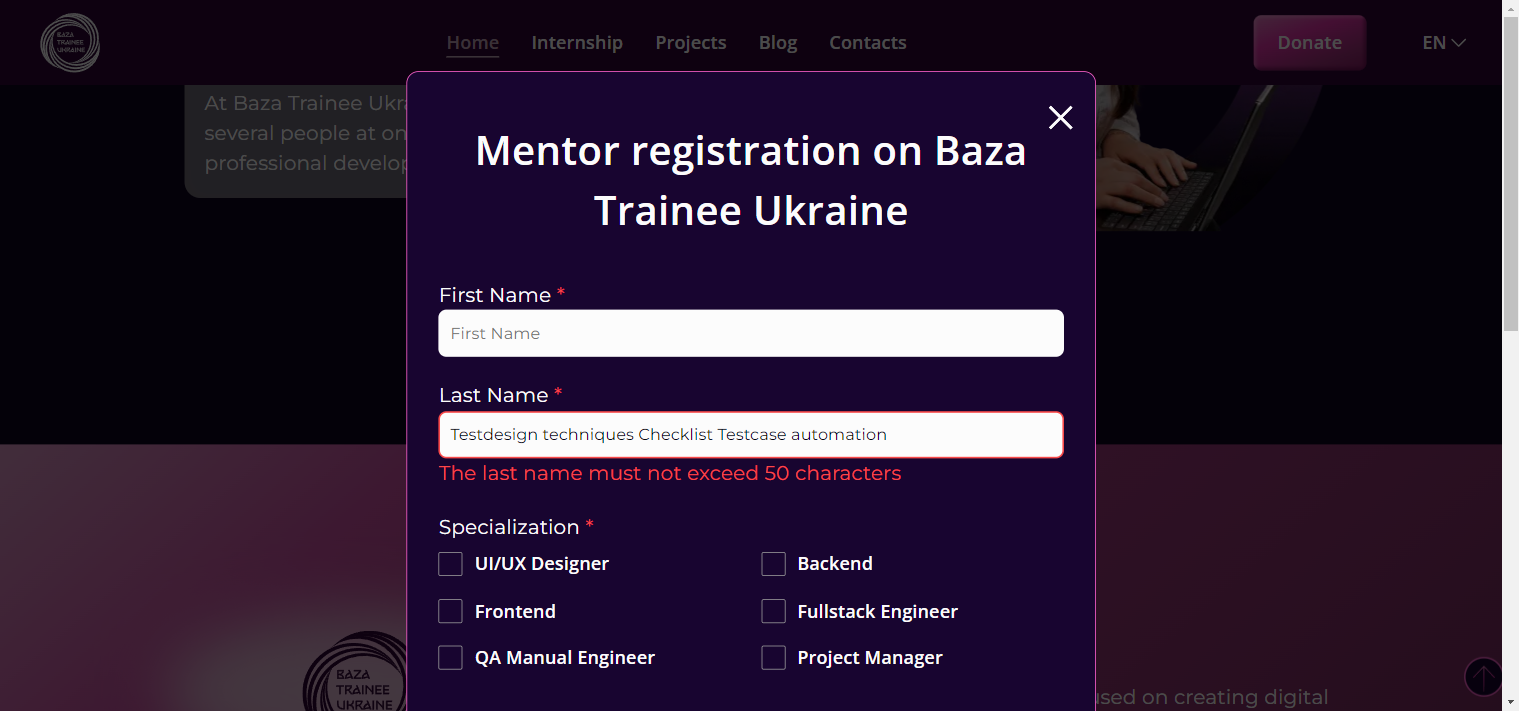 BAZA
TRAINEE
UKRAINE
Home
Internship
Projects
Blog
Contacts
Donate
EN
At Baza Trainee Ukra
several people at on
professional develop
Mentor registration on Baza
Trainee Ukraine
First Name *
First Name
Last Name *
Testdesign techniques Checklist Testcase automation
The last name must not exceed 50 characters
Specialization *
UI/UX Designer
Backend
Frontend
Fullstack Engineer
QA Manual Engineer
Project Manager
BAZA
TRAINEE
UKRAINE
used on creating digital